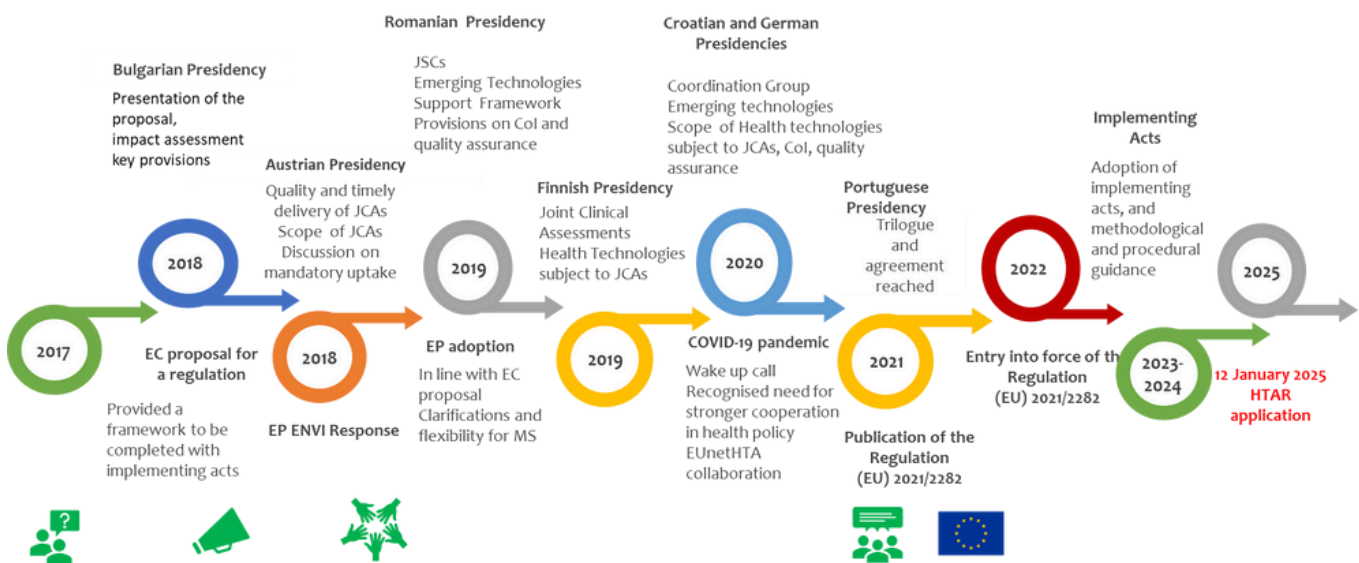 Romanian Presidency
JSCs
Emerging Technologies
Support Framework
Provisions on CoI and
quality assurance
Croatian and German
Presidencies
Coordination Group
Emerging technologies
Scope of Health technologies
subject to JCAs, CoI, quality
assurance
Bulgarian Presidency
Presentation of the
proposal,
impact assessment
key provisions
Implementing
Acts
Adoption of
implementing
acts, and
methodological
and procedural
guidance
Austrian Presidency
Quality and timely
delivery of JCAs
Scope of JCAs
Discussion on
mandatory uptake
Finnish Presidency
Joint Clinical
Assessments
Health Technologies
subject to JCAs
Portuguese
Presidency
Trilogue
and
agreement
reached
2018
2019
2020
2022
2025
2017
2018
2019
2021
2023-
2024
EC proposal for
a regulation
Provided a
framework to be
completed with
implementing acts
EP ENVI Response
EP adoption
In line with EC
proposal
Clarifications and
flexibility for MS
COVID-19 pandemic
Wake up call
Recognised need for
stronger cooperation
in health policy
EUnetHTA
collaboration
Publication of the
Regulation
(EU) 2021/2282
Entry into force of th
Regulation
(EU) 2021/2282
12 January 2025
HTAR
application
?